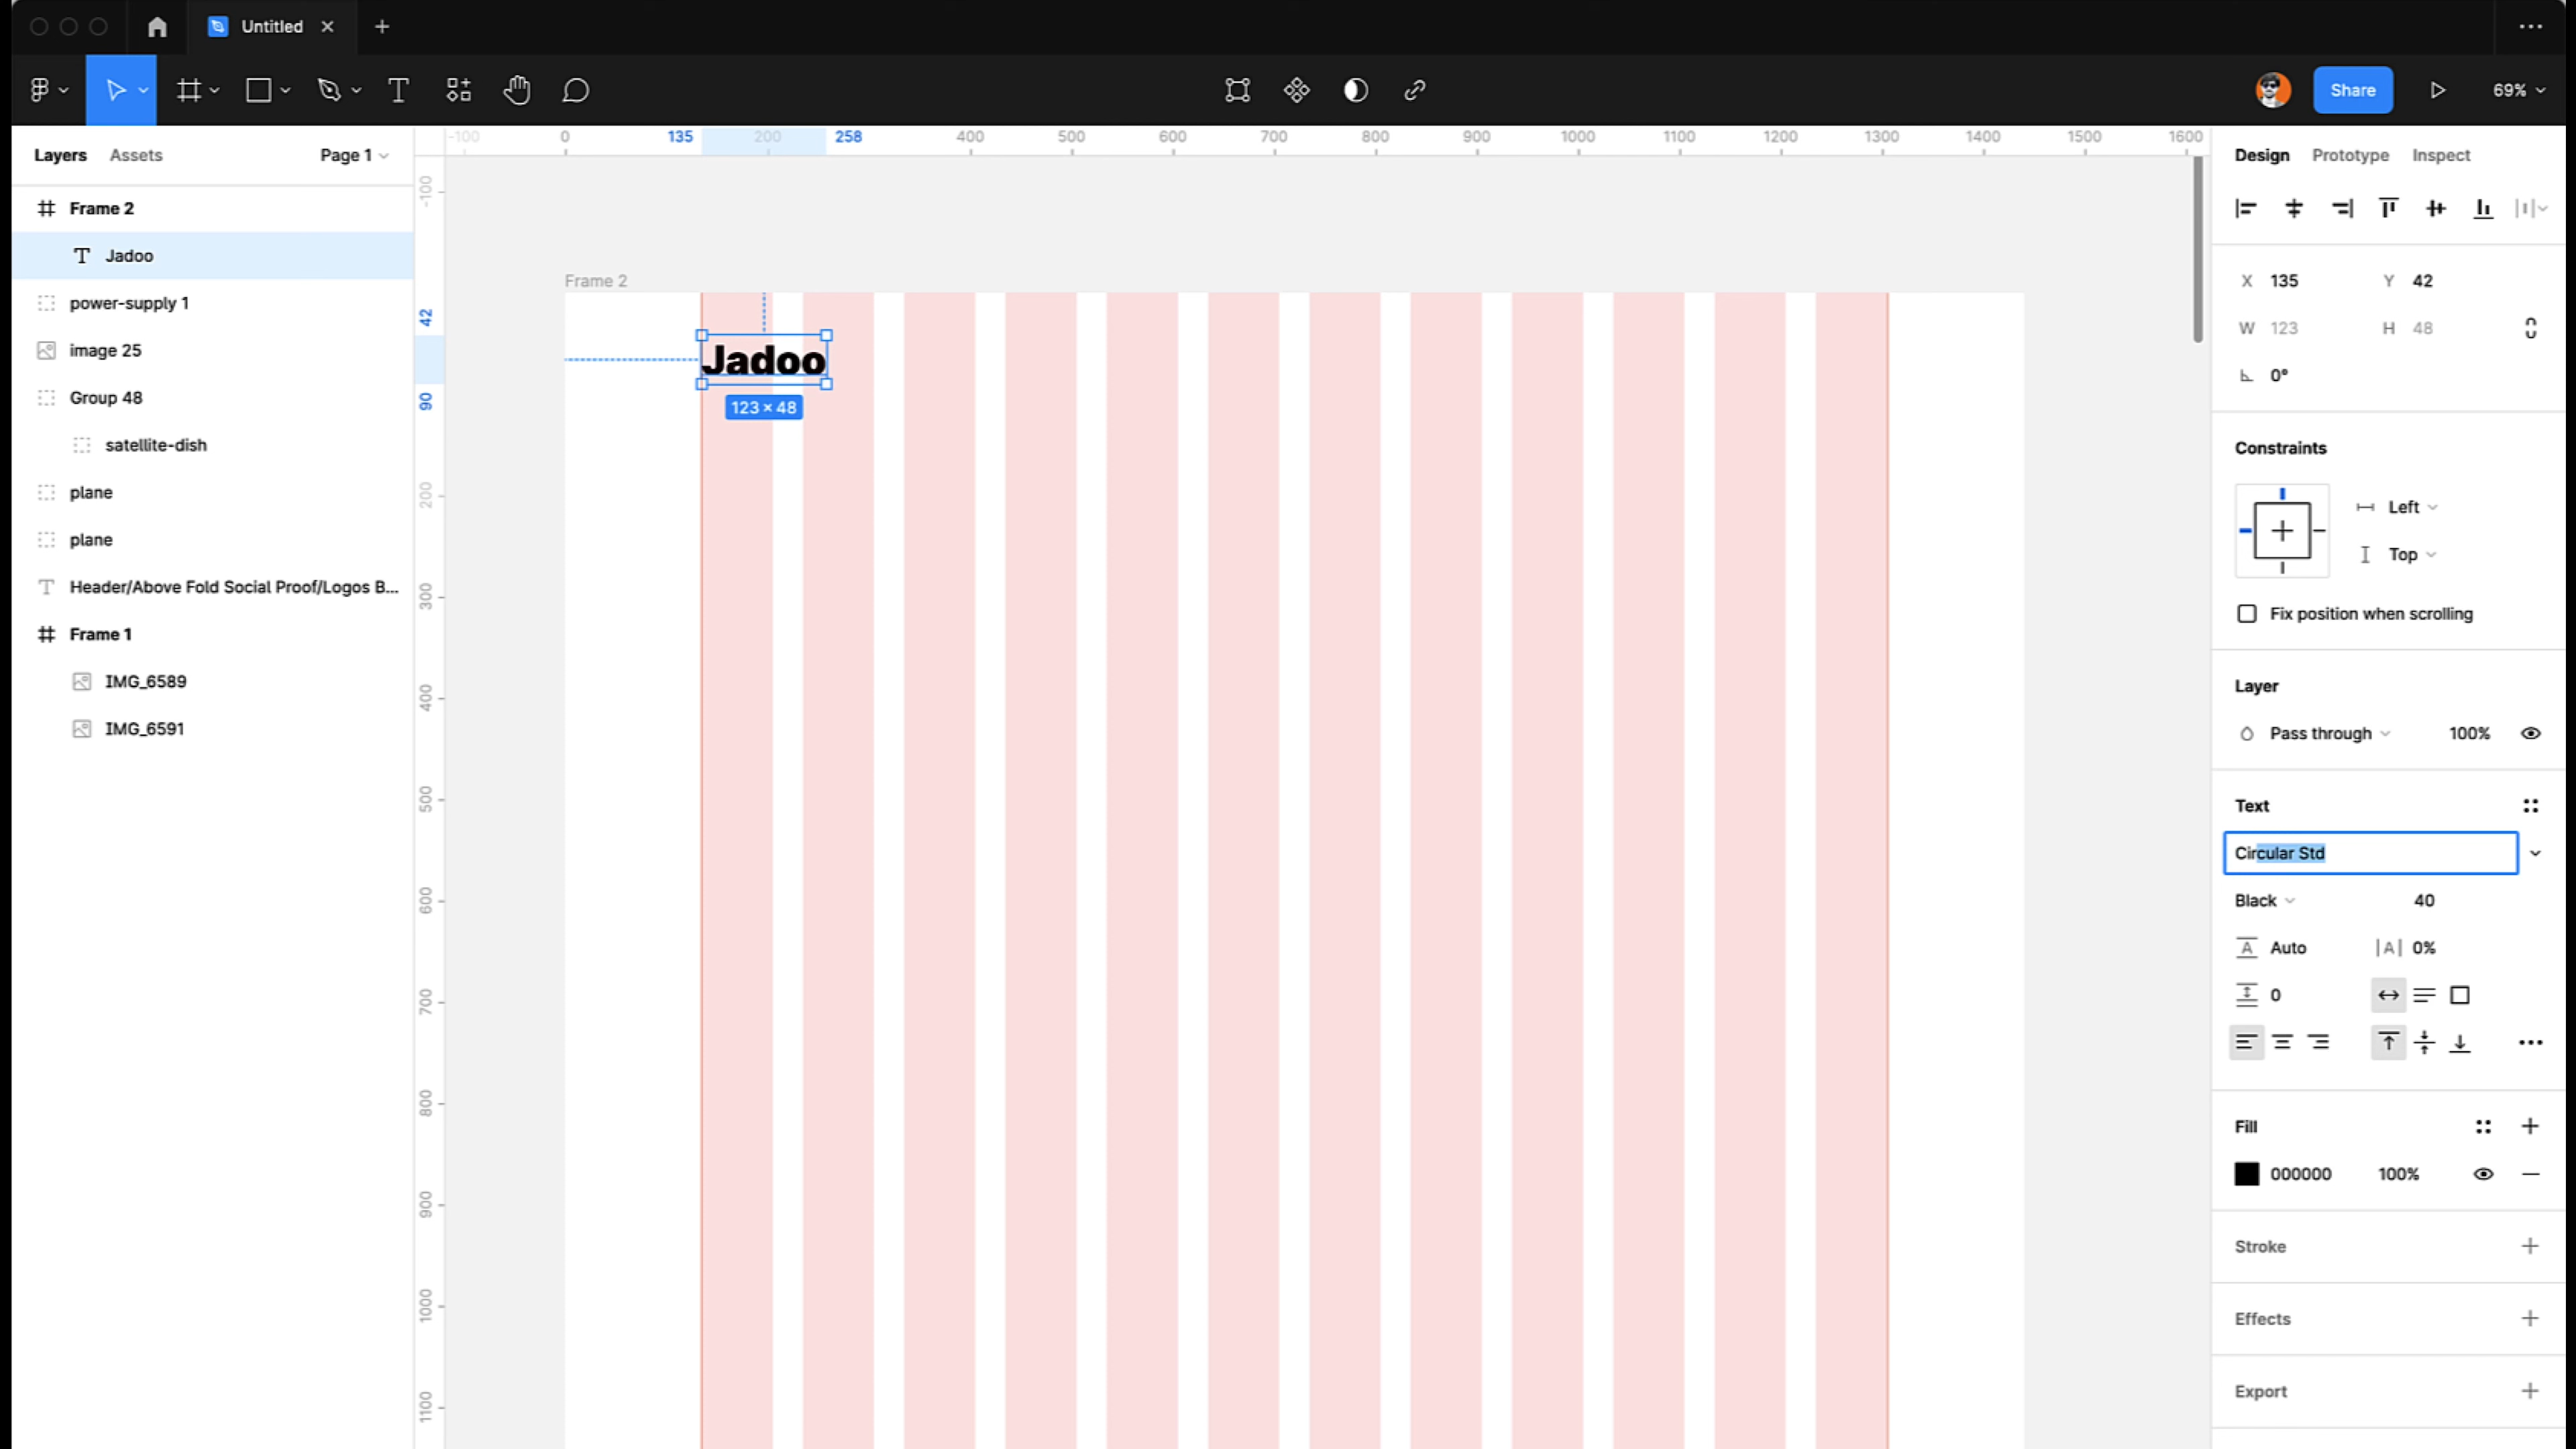 Untitled
Share
69%
Layers
Assets
Page 1
Frame 2
Jadoo
power-supply 1
image 25
Group 48
satellite-dish
plane
plane
Header/Above Fold Social Proof/Logos B...
Frame 1
IMG_6589
IMG_6591
-100
0
135
200
258
400
500
600
700
800
900
1000
1100
1200
1300
1400
1500
1600
-100
42
90
200
300
400
500
600
700
800
900
1000
1100
Frame 2
Jadoo
123 × 48
Design
Prototype
Inspect
X 135
Y 42
W 123
H 48
0°
Constraints
Left
Top
Fix position when scrolling
Layer
Pass through
100%
Text
Circular Std
Black
40
A Auto
|A| 0%
0
Fill
000000
100%
Stroke
Effects
Export